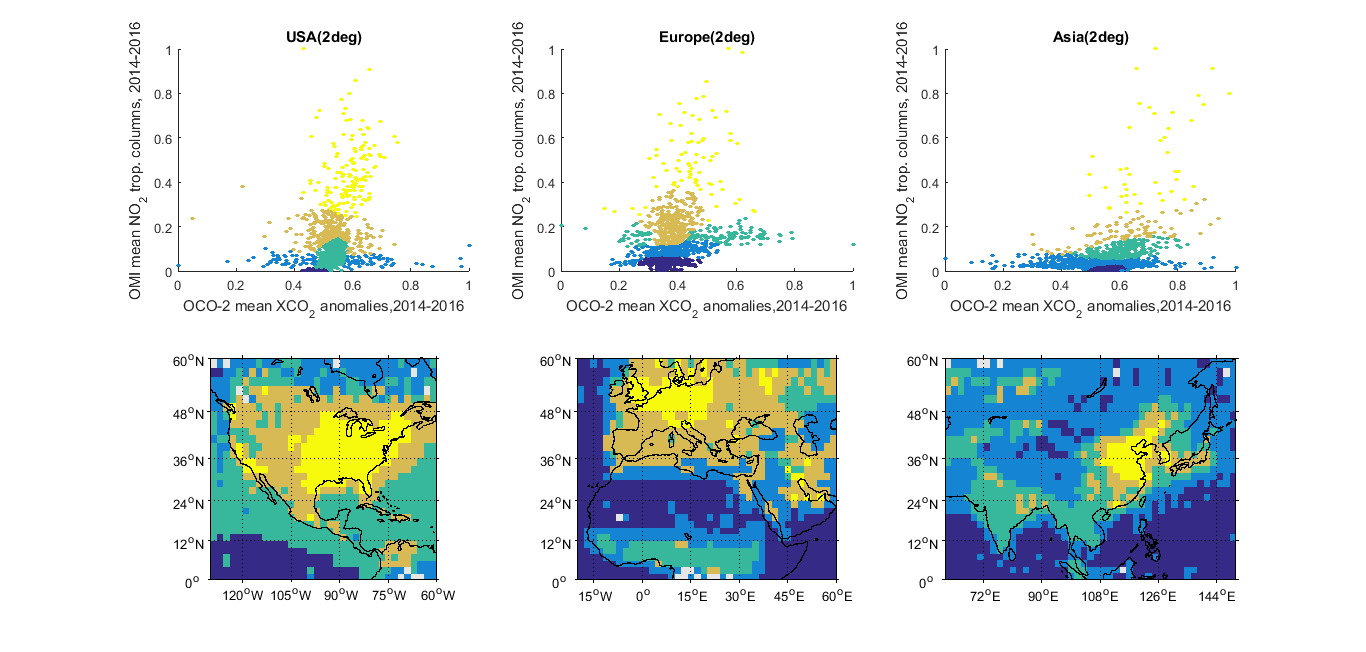 USA(2deg)
OMI mean NO2 trop. columns, 2014-2016
1
0.8
0.6
0.4
0.2
0
0 0.2 0.4 0.6 0.8 1
OCO-2 mean XCO2 anomalies,2014-2016
Europe(2deg)
OMI mean NO2 trop. columns, 2014-2016
1
0.8
0.6
0.4
0.2
0
0 0.2 0.4 0.6 0.8 1
OCO-2 mean XCO2 anomalies,2014-2016
Asia(2deg)
OMI mean NO2 trop. columns, 2014-2016
1
0.8
0.6
0.4
0.2
0
0 0.2 0.4 0.6 0.8 1
OCO-2 mean XCO2 anomalies,2014-2016
60°N
48°N
36°N
24°N
12°N
0°
120°W 105°W 90°W 75°W 60°W
60°N
48°N
36°N
24°N
12°N
0°
15°W 0° 15°E 30°E 45°E 60°E
60°N
48°N
36°N
24°N
12°N
0°
72°E 90°E 108°E 126°E 144°E